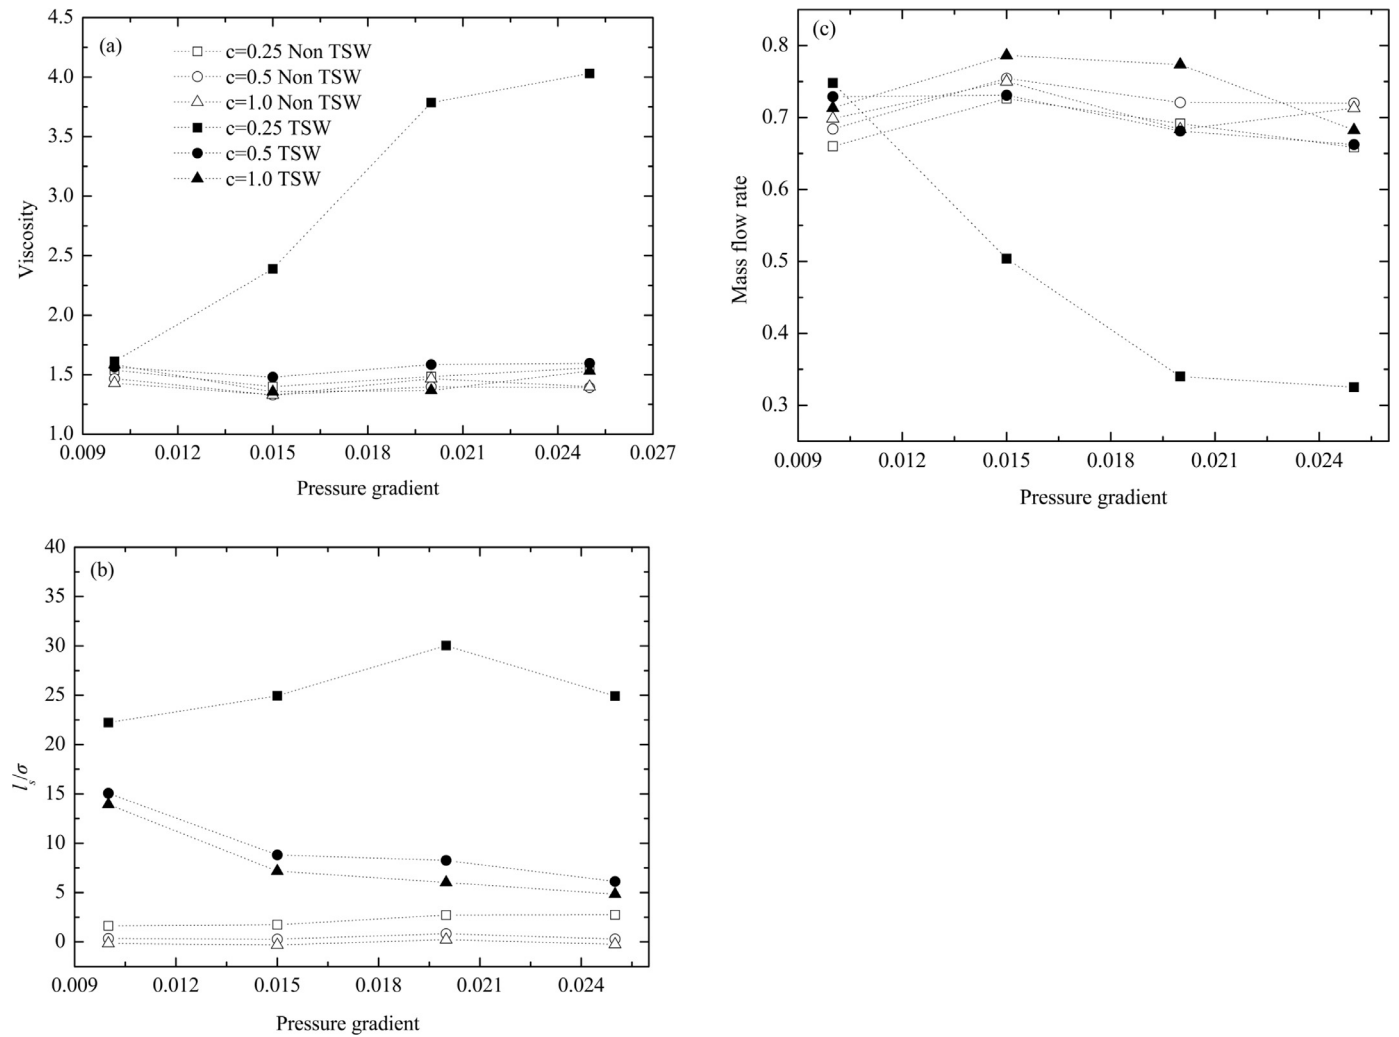 (a)
c=0.25 Non TSW
c=0.5 Non TSW
c=1.0 Non TSW
c=0.25 TSW
c=0.5 TSW
c=1.0 TSW
4.5
4.0
3.5
3.0
2.5
2.0
1.5
1.0
Viscosity
0.009 0.012 0.015 0.018 0.021 0.024 0.027
Pressure gradient
(c)
0.8
0.7
0.6
0.5
0.4
0.3
Mass flow rate
0.009 0.012 0.015 0.018 0.021 0.024
Pressure gradient
(b)
40
35
30
25
20
15
10
5
0
l_s/σ
0.009 0.012 0.015 0.018 0.021 0.024
Pressure gradient